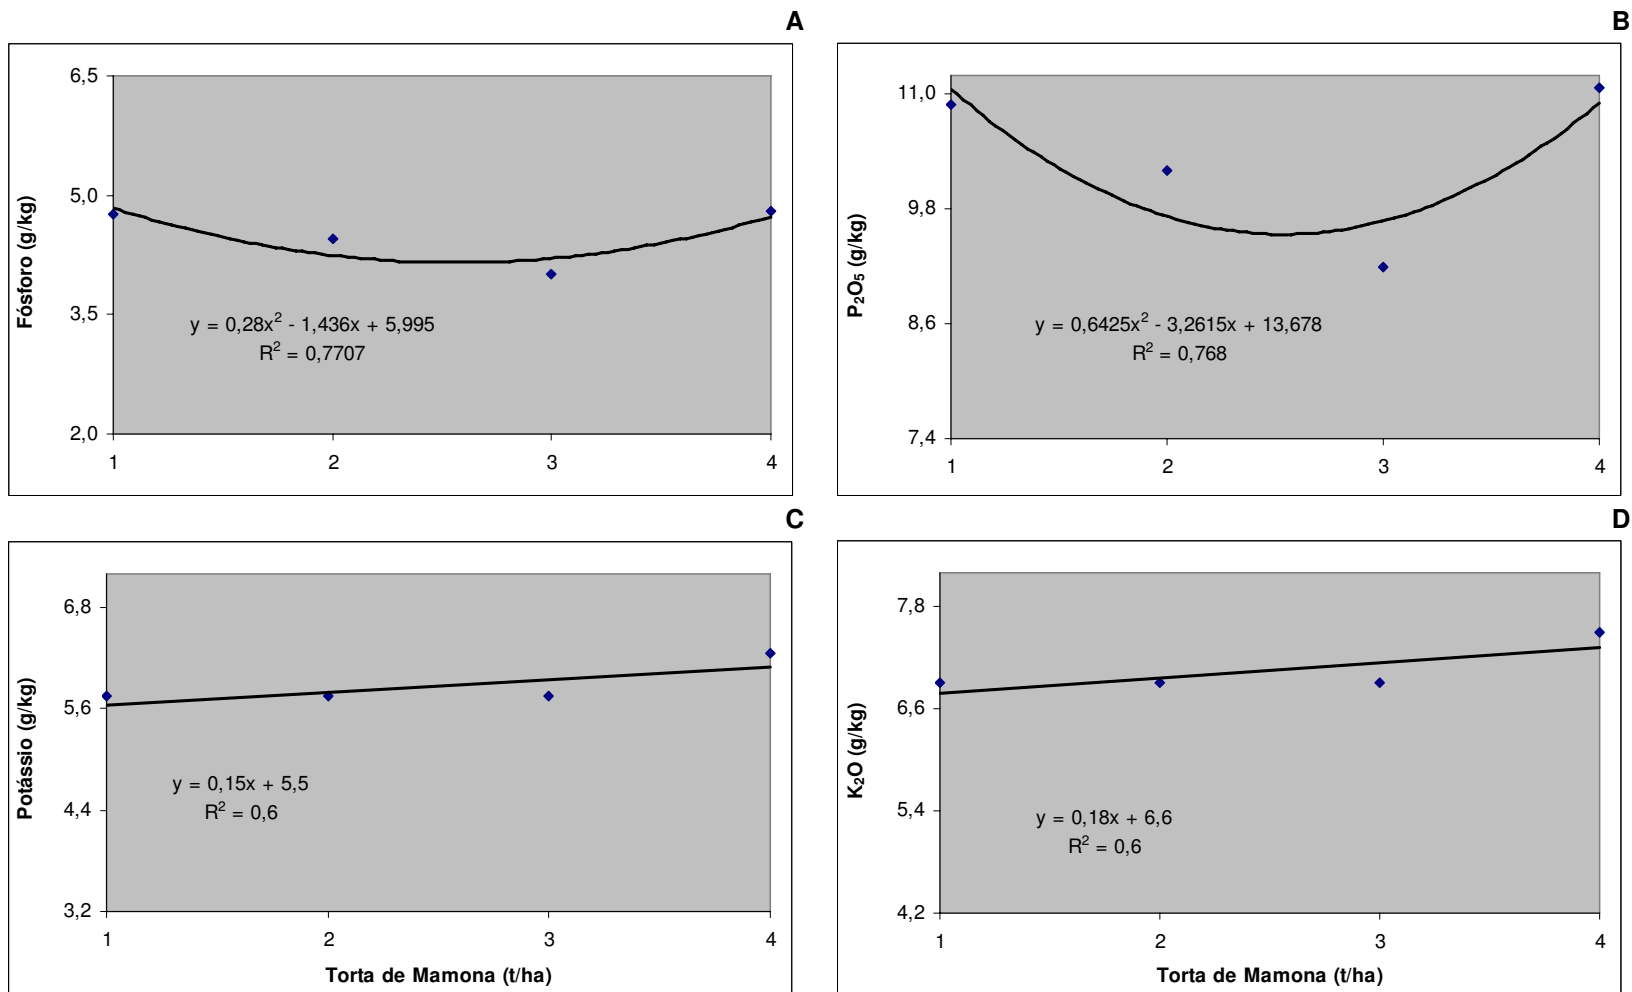 A
6,5
5,0
3,5
2,0
Fósforo (g/kg)
y = 0,28x² - 1,436x + 5,995
R² = 0,7707
1 2 3 4
B
11,0
9,8
8,6
7,4
P₂O₅ (g/kg)
y = 0,6425x² - 3,2615x + 13,678
R² = 0,768
1 2 3 4
C
6,8
5,6
4,4
3,2
Potássio (g/kg)
y = 0,15x + 5,5
R² = 0,6
1 2 3 4
Torta de Mamona (t/ha)
D
7,8
6,6
5,4
4,2
K₂O (g/kg)
y = 0,18x + 6,6
R² = 0,6
1 2 3 4
Torta de Mamona (t/ha)